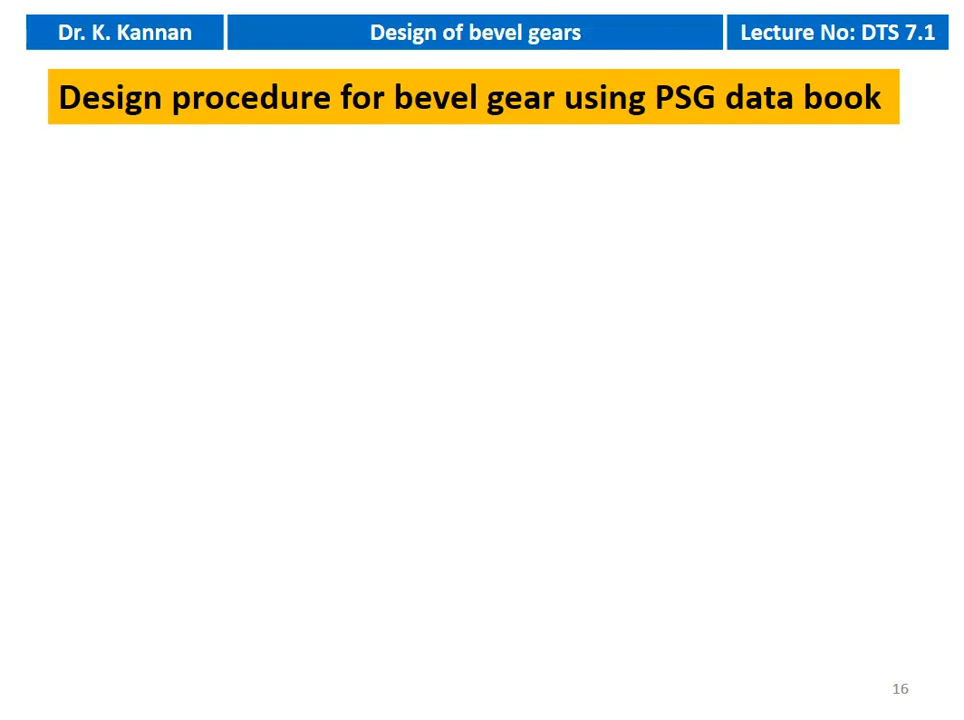 Dr. K. Kannan
Design of bevel gears
Lecture No: DTS 7.1
Design procedure for bevel gear using PSG data book
16